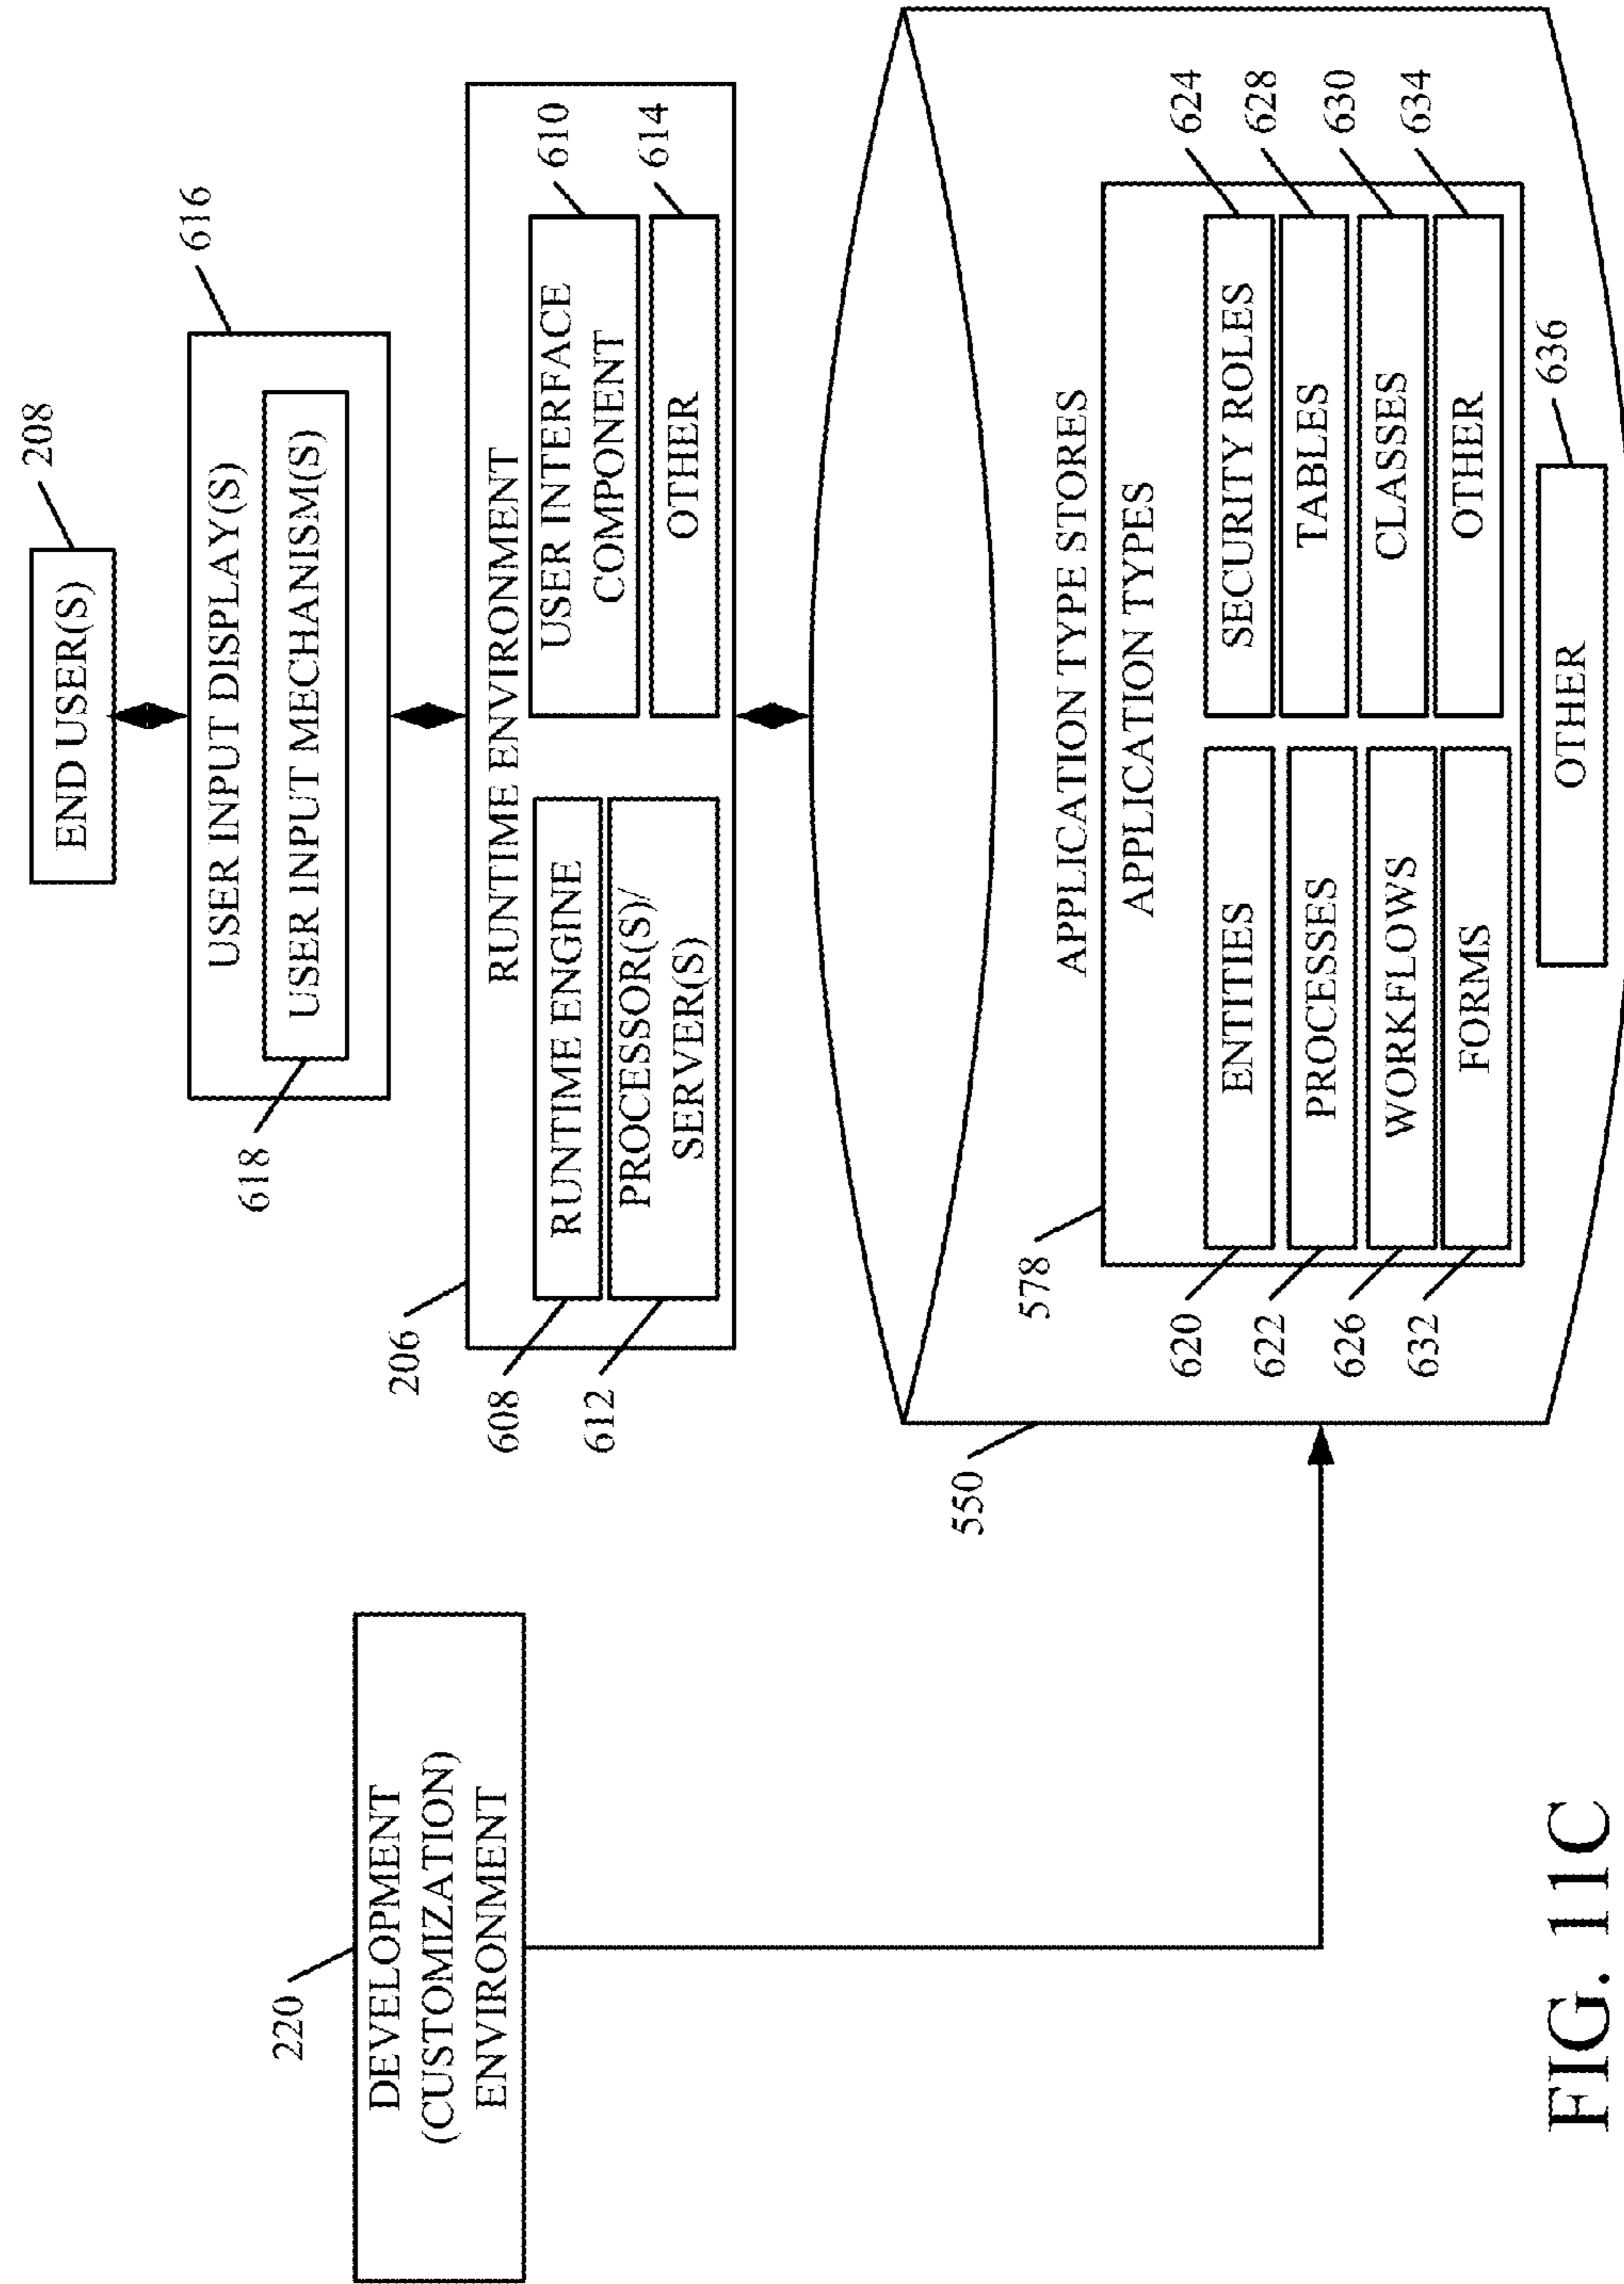 208
END USER(S)
616
USER INPUT DISPLAY(S)
USER INPUT MECHANISM(S)
618
220
DEVELOPMENT
(CUSTOMIZATION)
ENVIRONMENT
206
RUNTIME ENVIRONMENT
RUNTIME ENGINE
608
PROCESSOR(S)/
SERVER(S)
612
USER INTERFACE
COMPONENT
610
OTHER
614
550
APPLICATION TYPE STORES
578
APPLICATION TYPES
620
ENTITIES
SECURITY ROLES
624
622
PROCESSES
TABLES
628
626
WORKFLOWS
CLASSES
630
632
FORMS
OTHER
634
OTHER
636
FIG. 11C